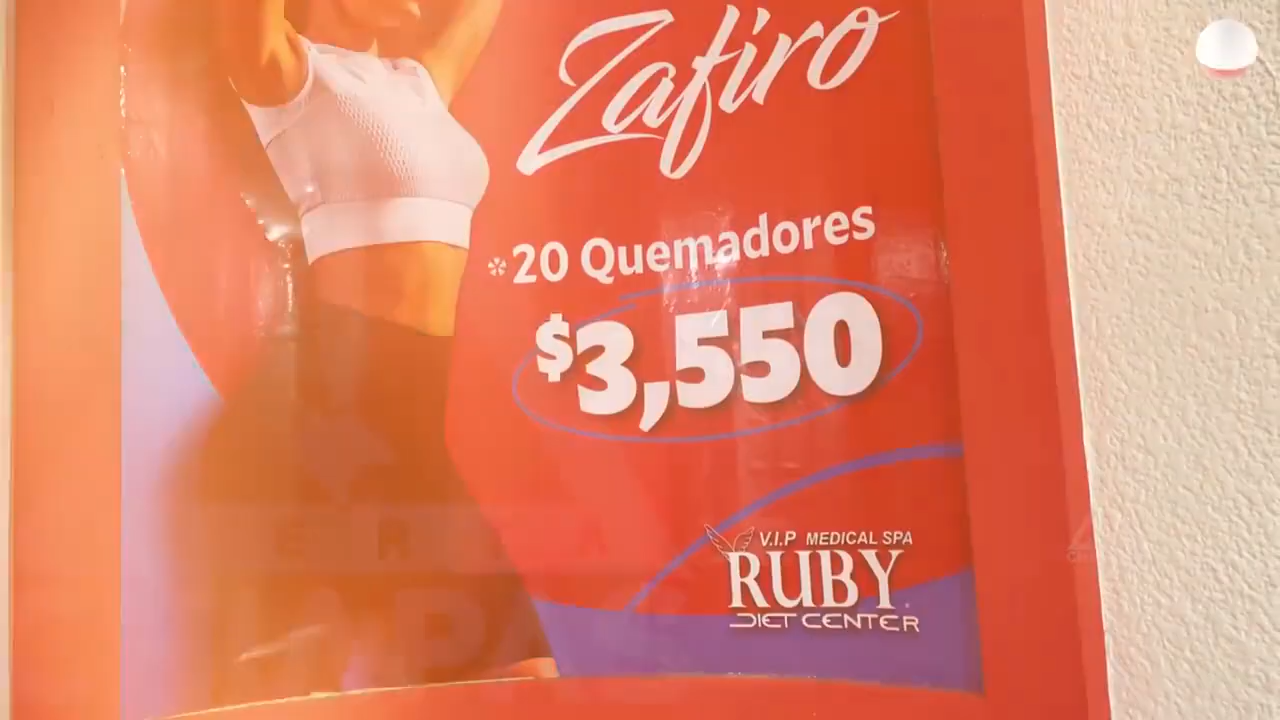 Zafiro
*20 Quemadores
$3,550
V.I.P MEDICAL SPA
RUBY
DIET CENTER